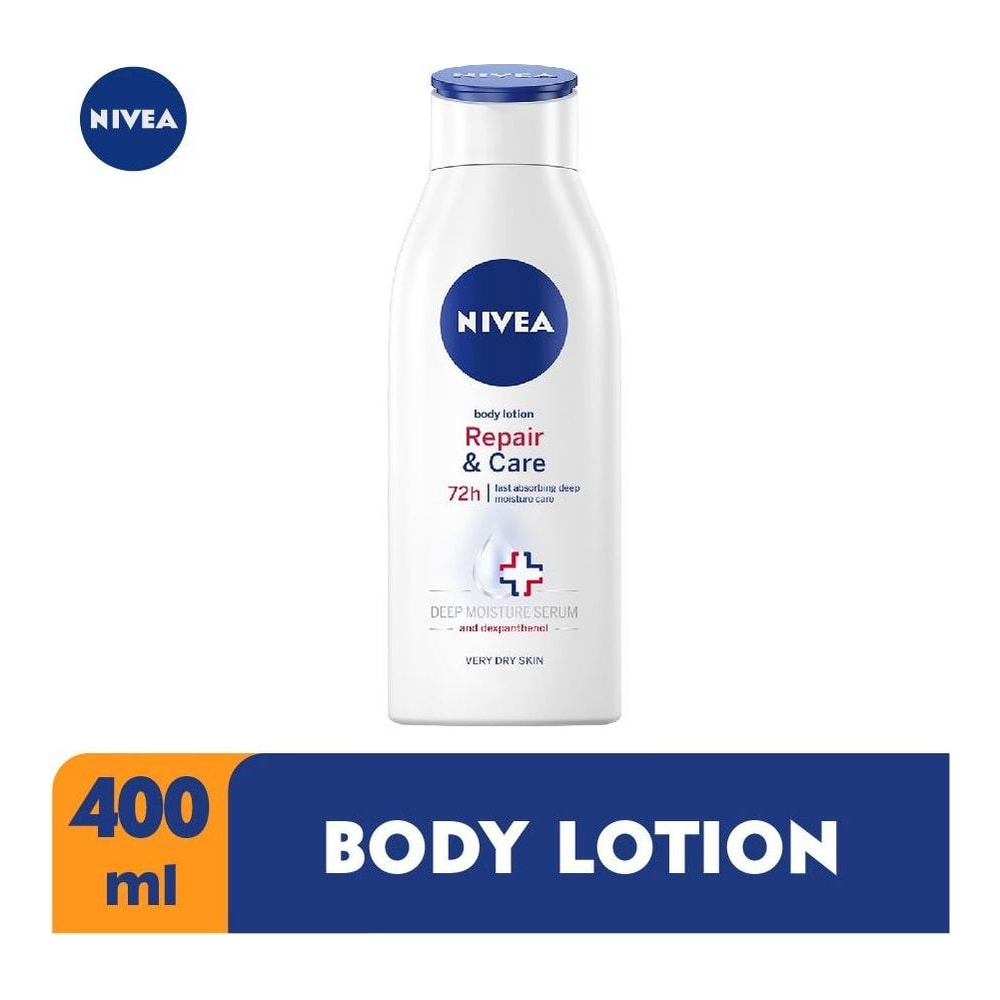 NIVEA
NIVEA
NIVEA
body lotion
Repair
& Care
72h
fast absorbing deep
moisture care
DEEP MOISTURE SERUM
and dexpanthenol
VERY DRY SKIN
400
ml
BODY LOTION